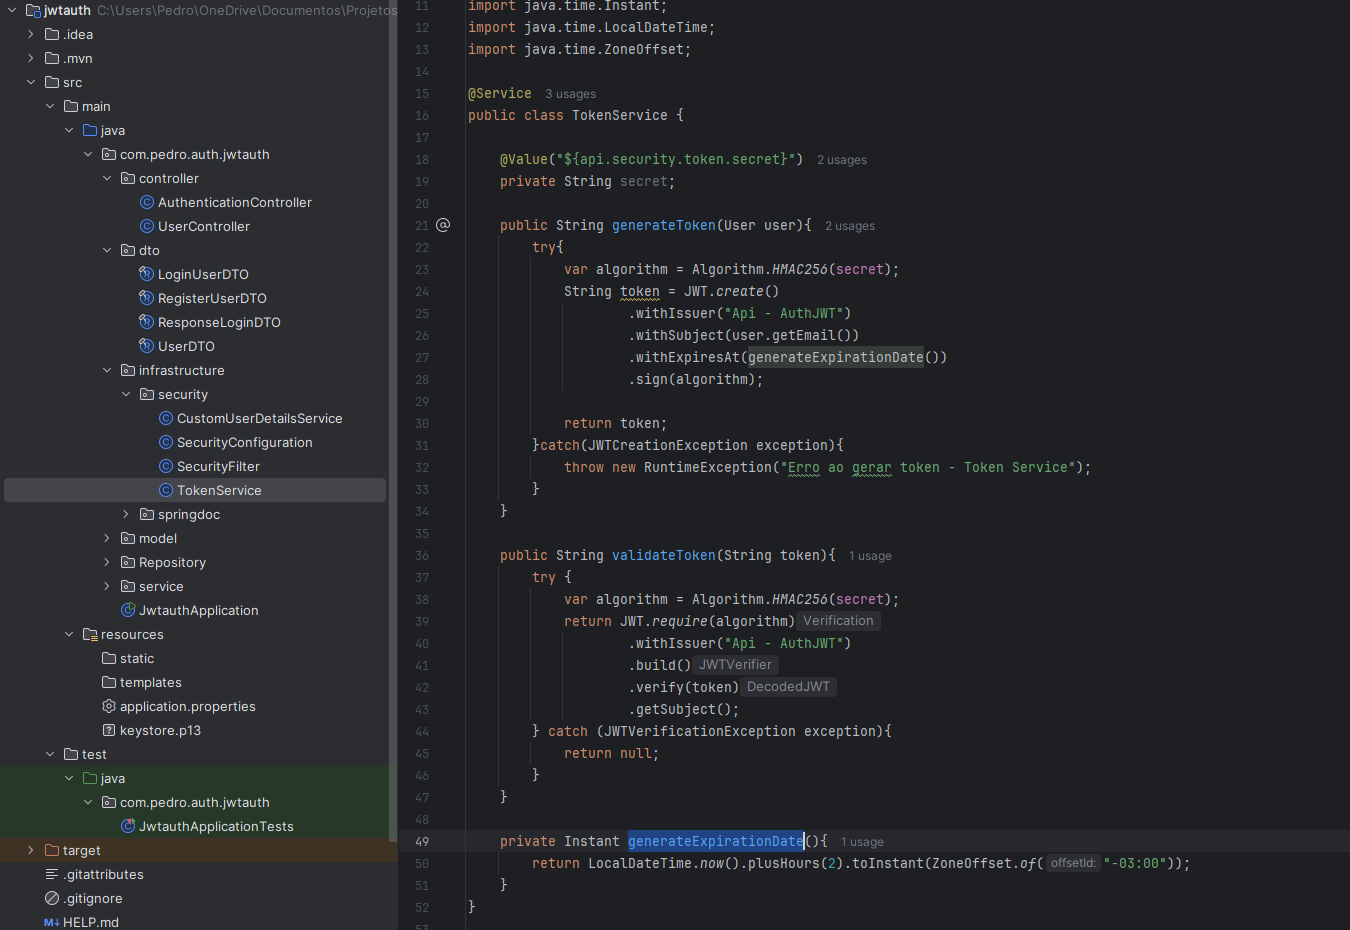 jwtauth C:\Users\Pedro\OneDrive\Documentos\Projetos
.idea
.mvn
src
main
java
com.pedro.auth.jwtauth
controller
AuthenticationController
UserController
dto
LoginUserDTO
RegisterUserDTO
ResponseLoginDTO
UserDTO
infrastructure
security
CustomUserDetailsService
SecurityConfiguration
SecurityFilter
TokenService
springdoc
model
Repository
service
JwtauthApplication
resources
static
templates
application.properties
keystore.p13
test
java
com.pedro.auth.jwtauth
JwtauthApplicationTests
target
.gitattributes
.gitignore
M↓ HELP.md
11 import java.time.Instant;
12 import java.time.LocalDateTime;
13 import java.time.ZoneOffset;
14
15 @Service 3 usages
16 public class TokenService {
17
18 @Value("${api.security.token.secret}") 2 usages
19 private String secret;
20
21 public String generateToken(User user){ 2 usages
22 try{
23 var algorithm = Algorithm.HMAC256(secret);
24 String token = JWT.create()
25 .withIssuer("Api - AuthJWT")
26 .withSubject(user.getEmail())
27 .withExpiresAt(generateExpirationDate())
28 .sign(algorithm);
29
30 return token;
31 }catch(JWTCreationException exception){
32 throw new RuntimeException("Erro ao gerar token - Token Service");
33 }
34 }
35
36 public String validateToken(String token){ 1 usage
37 try {
38 var algorithm = Algorithm.HMAC256(secret);
39 return JWT.require(algorithm) Verification
40 .withIssuer("Api - AuthJWT")
41 .build() JWTVerifier
42 .verify(token) DecodedJWT
43 .getSubject();
44 } catch (JWTVerificationException exception){
45 return null;
46 }
47 }
48
49 private Instant generateExpirationDate(){ 1 usage
50 return LocalDateTime.now().plusHours(2).toInstant(ZoneOffset.of( offsetId: "-03:00"));
51 }
52 }
53